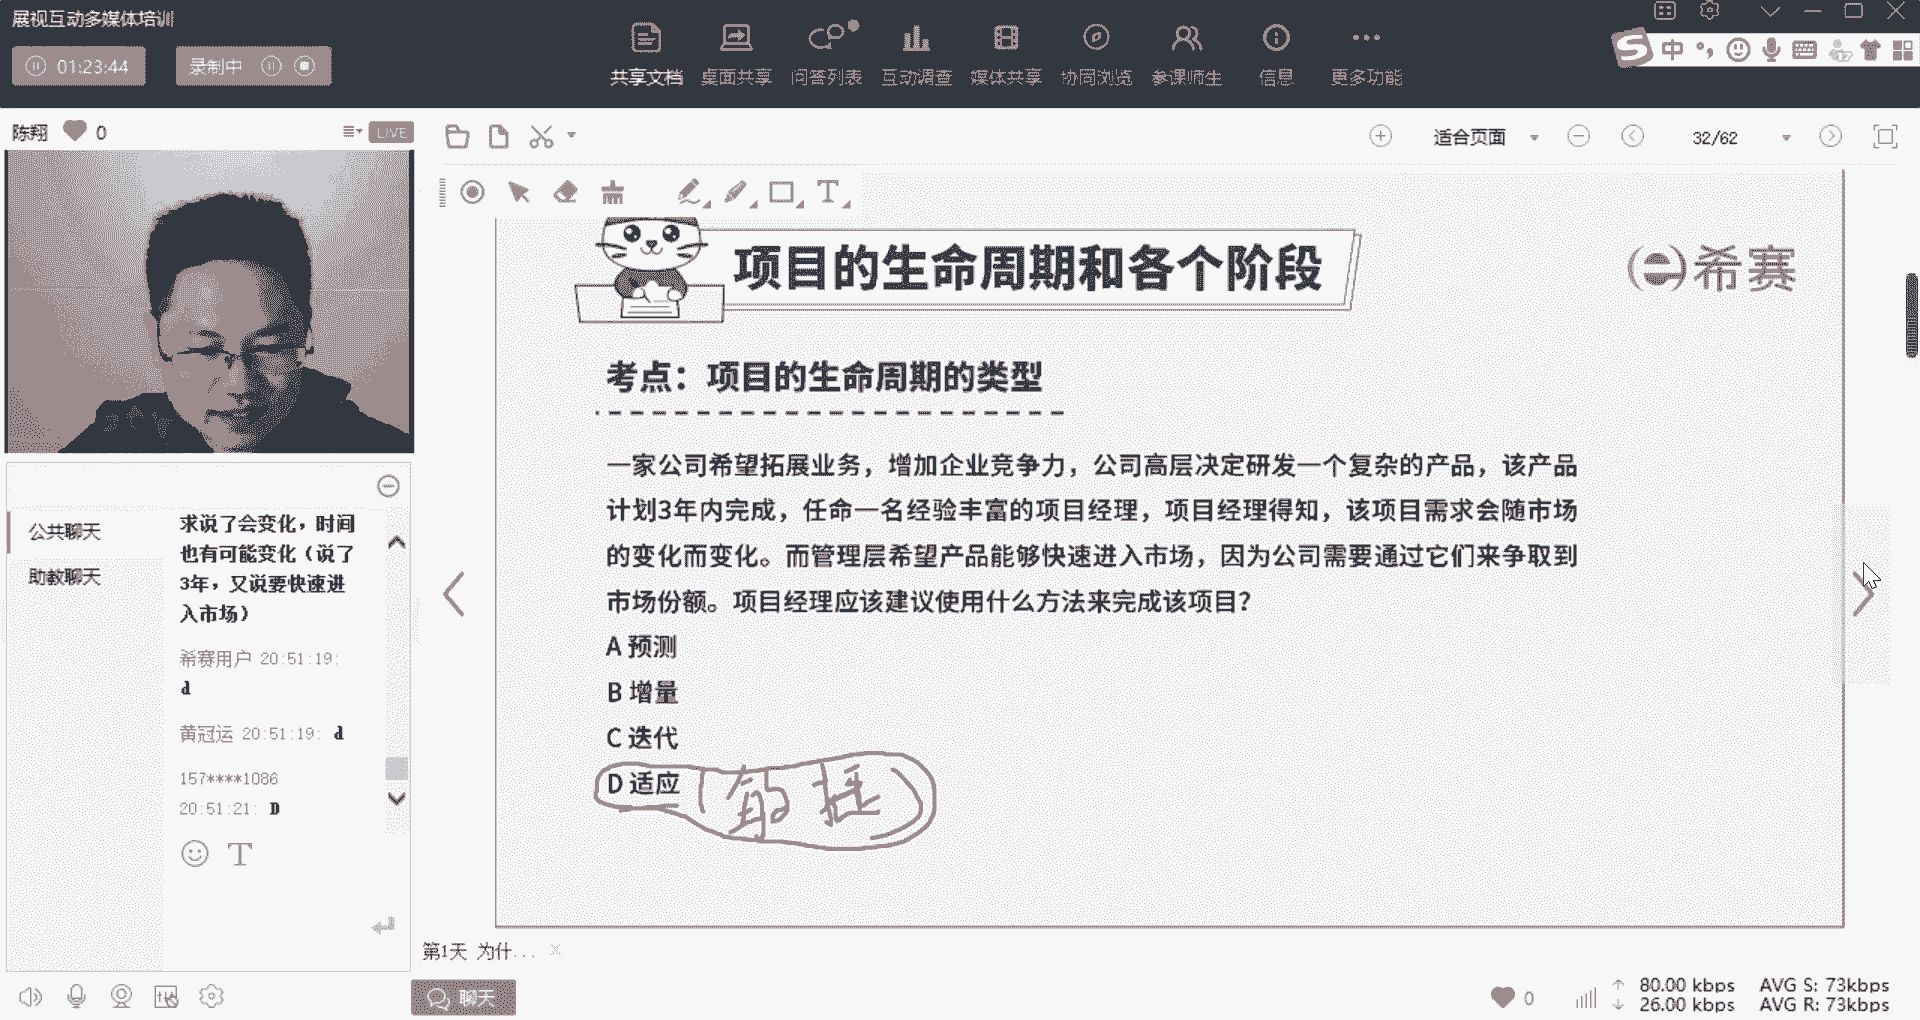 展视互动多媒体培训
01:23:44
录制中
共享文档 桌面共享 问答列表 互动调查 媒体共享 协同浏览 参课师生 信息 更多功能
中
陈翔 0
LIVE
适合页面
32/62
T
项目的生命周期和各个阶段
希赛
考点：项目的生命周期的类型
一家公司希望拓展业务，增加企业竞争力，公司高层决定研发一个复杂的产品，该产品
计划3年内完成，任命一名经验丰富的项目经理，项目经理得知，该项目需求会随市场
的变化而变化。而管理层希望产品能够快速进入市场，因为公司需要通过它们来争取到
市场份额。项目经理应该建议使用什么方法来完成该项目？
A 预测
B 增量
C 迭代
D 适应（敏捷）
公共聊天
助教聊天
求说了会变化，时间
也有可能变化（说了
3年，又说要快速进
入市场）
希赛用户 20:51:19:
d
黄冠运 20:51:19: d
157****1086
20:51:21: D
T
第1天 为什...
聊天
0
80.00 kbps AVG S: 73kbps
26.00 kbps AVG R: 73kbps